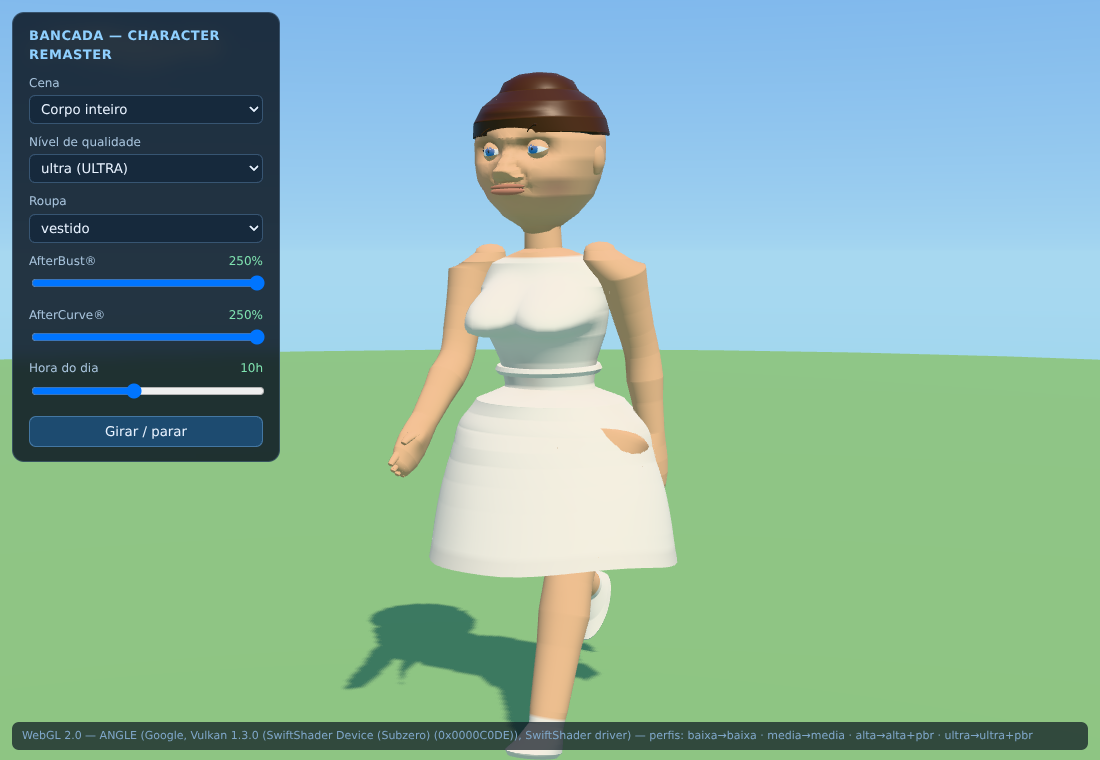 BANCADA — CHARACTER
REMASTER
Cena
Corpo inteiro
Nível de qualidade
ultra (ULTRA)
Roupa
vestido
AfterBust® 250%
AfterCurve® 250%
Hora do dia 10h
Girar / parar
WebGL 2.0 — ANGLE (Google, Vulkan 1.3.0 (SwiftShader Device (Subzero) (0x0000C0DE)), SwiftShader driver) — perfis: baixa→baixa · media→media · alta→alta+pbr · ultra→ultra+pbr